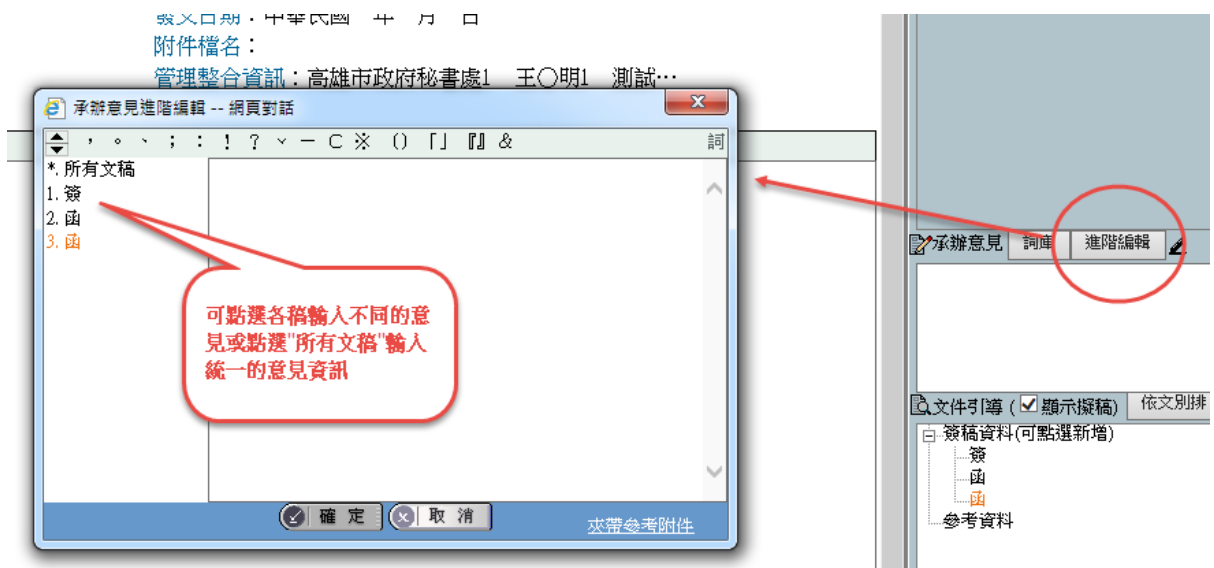 發文日期：中華民國 年 月 日
附件檔名：
管理整合資訊：高雄市政府秘書處1 王○明1 測試…
承辦意見進階編輯 -- 網頁對話
，。、；：！？ˇ－ㄈ※ () 「」 『』 & 詞
*. 所有文稿
1. 簽
2. 函
3. 函
可點選各稿輸入不同的意
見或點選"所有文稿"輸入
統一的意見資訊
確定 取消
夾帶參考附件
承辦意見 詞庫 進階編輯
文件引導 (顯示擬稿) 依文別排
簽稿資料(可點選新增)
簽
函
函
參考資料